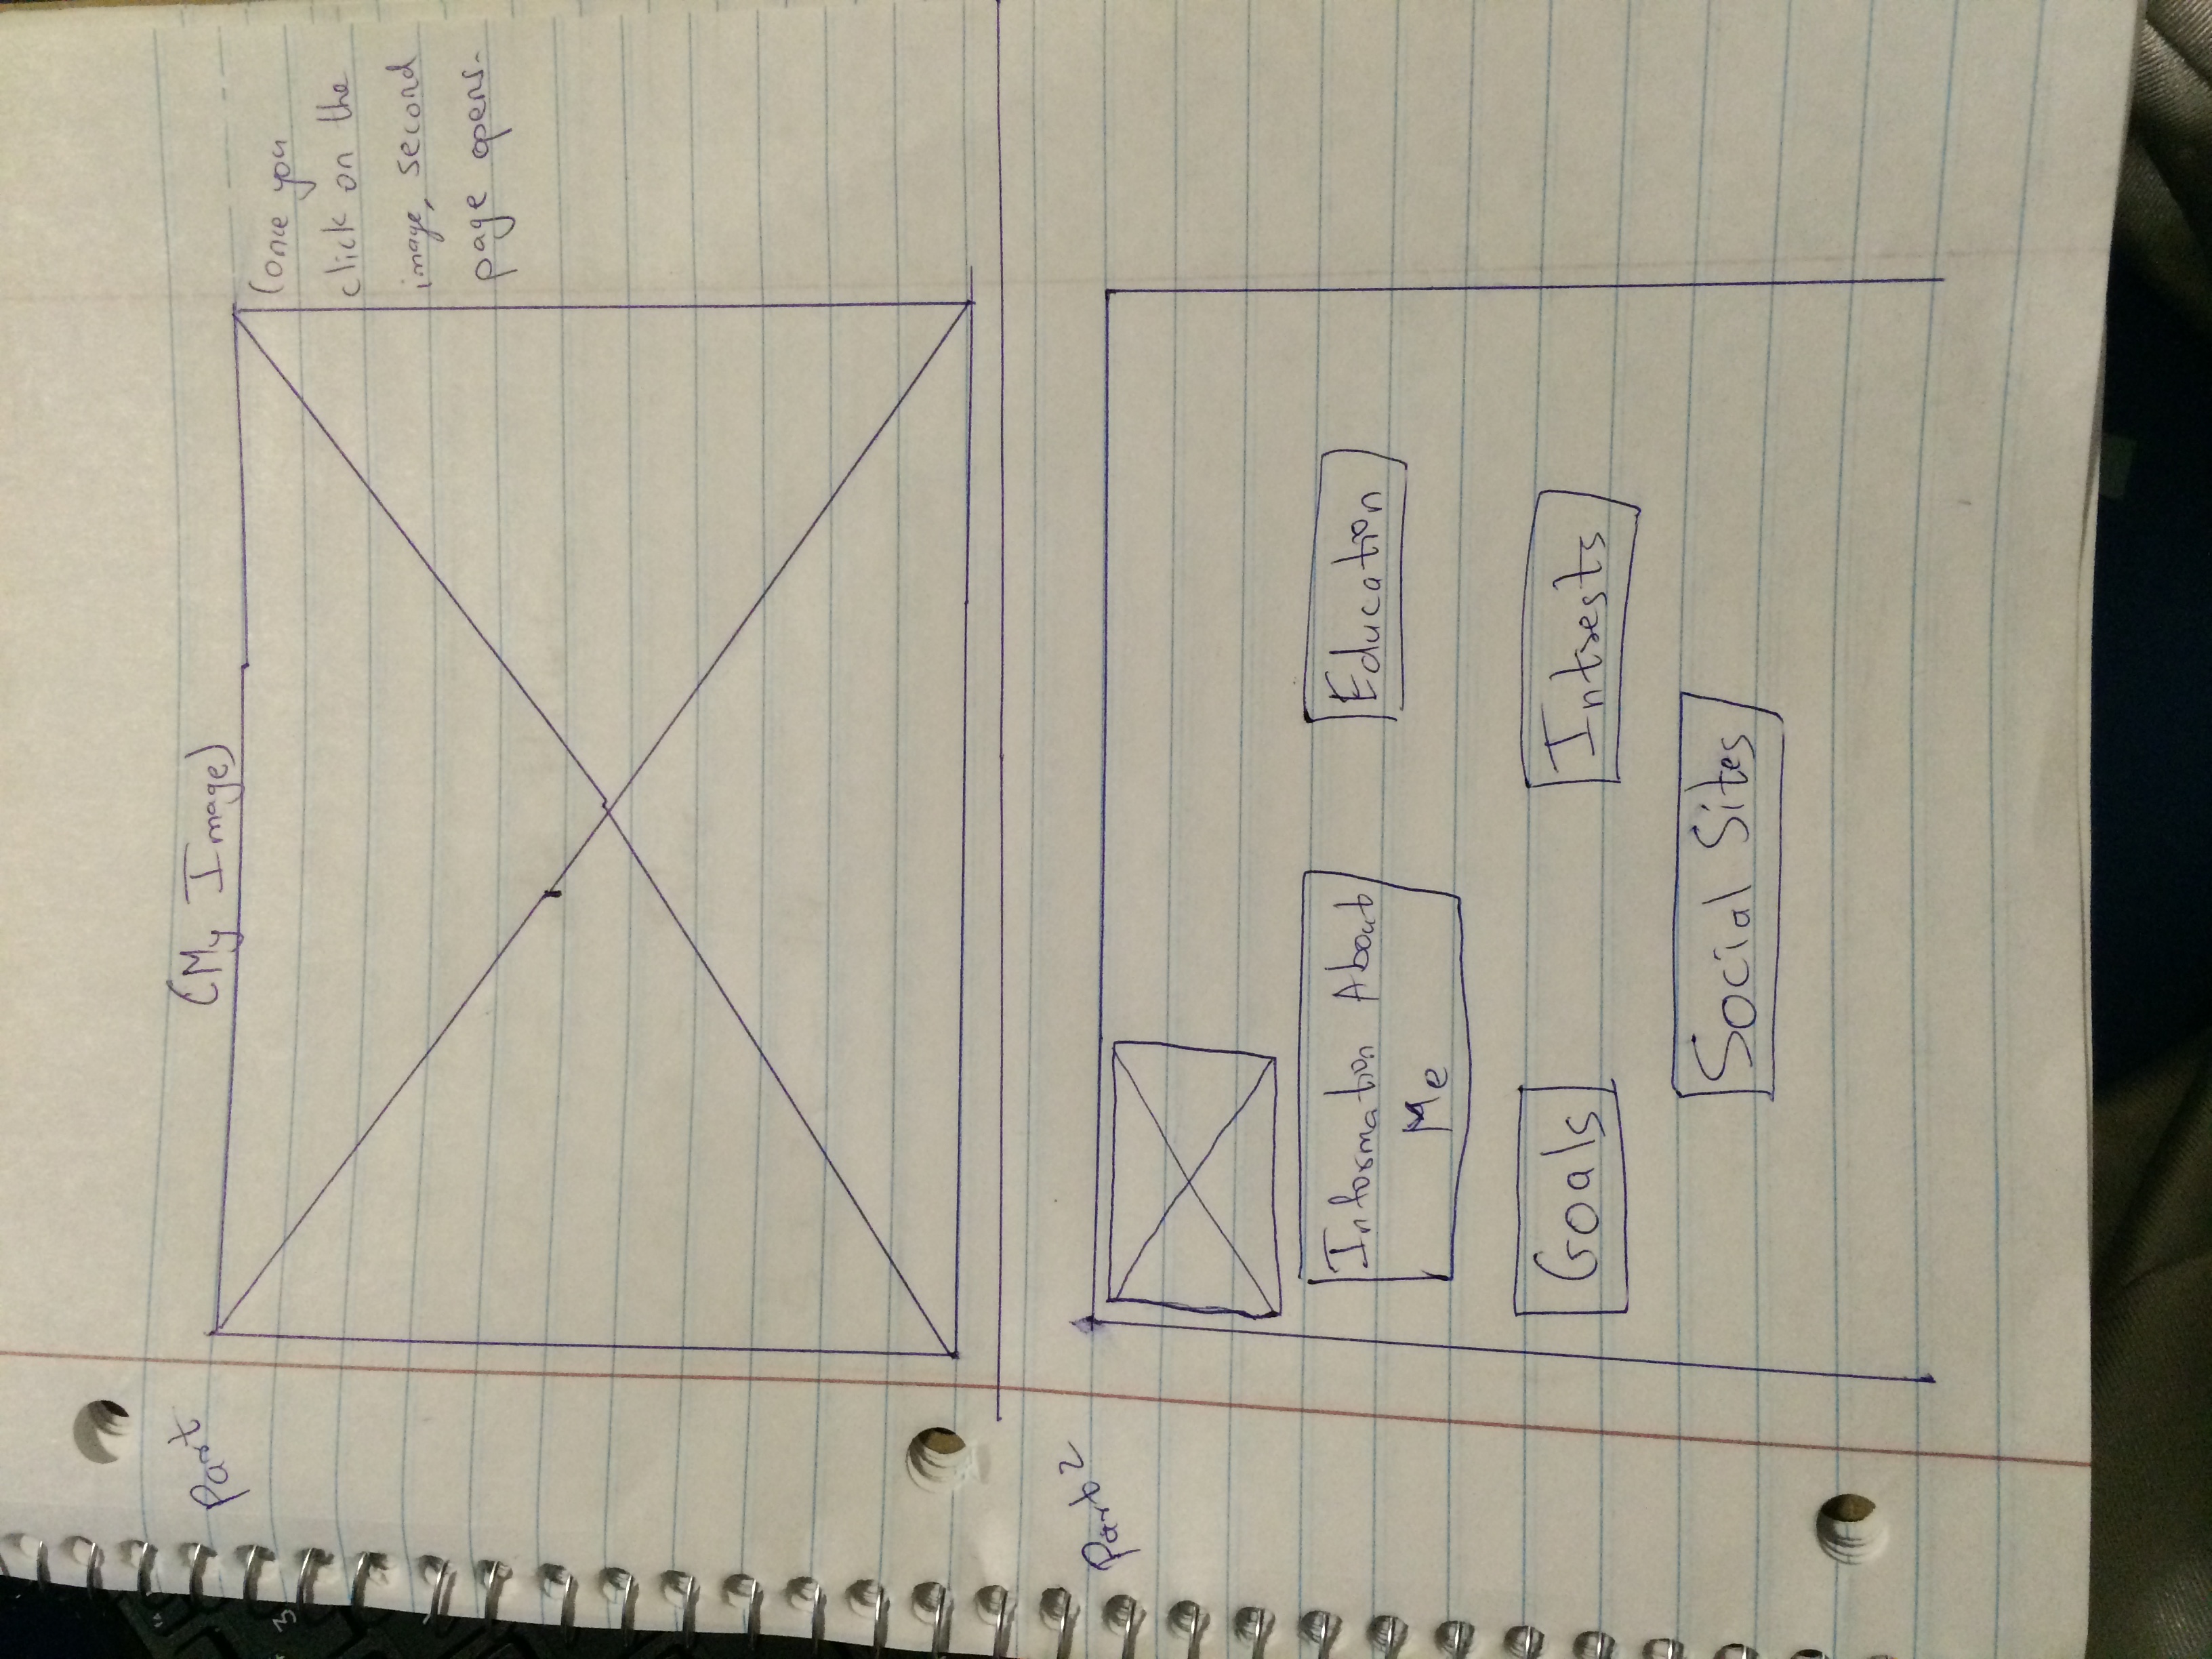 Part
(My Image)
(once you
click on the
image, second
page opens.
Part 2
Information About
Me
Education
Goals
Intrests
Social Sites